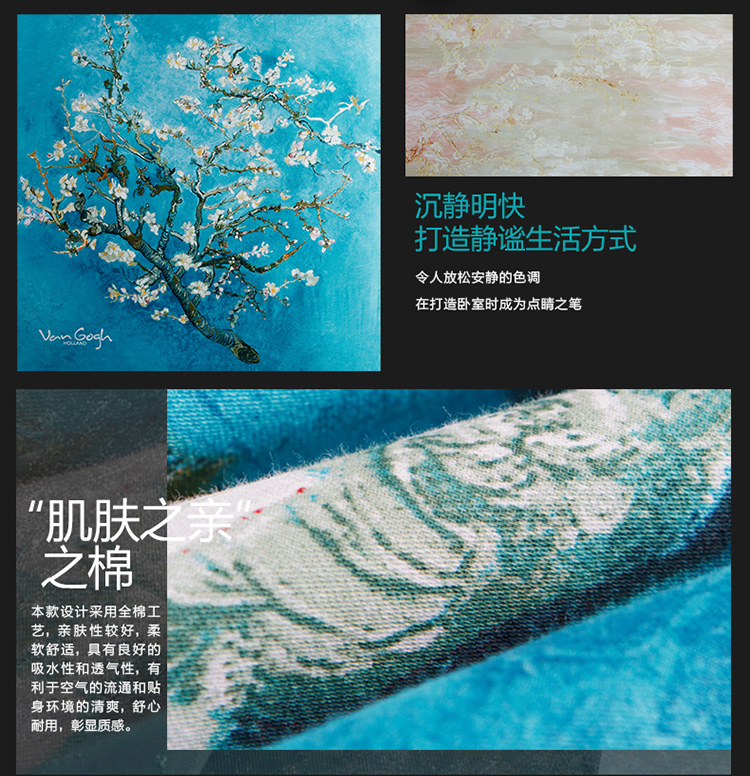 Van Gogh
HOLLAND
沉静明快
打造静谧生活方式
令人放松安静的色调
在打造卧室时成为点睛之笔
“肌肤之亲”
之棉
本款设计采用全棉工
艺，亲肤性较好，柔
软舒适，具有良好的
吸水性和透气性，有
利于空气的流通和贴
身环境的清爽，舒心
耐用，彰显质感。